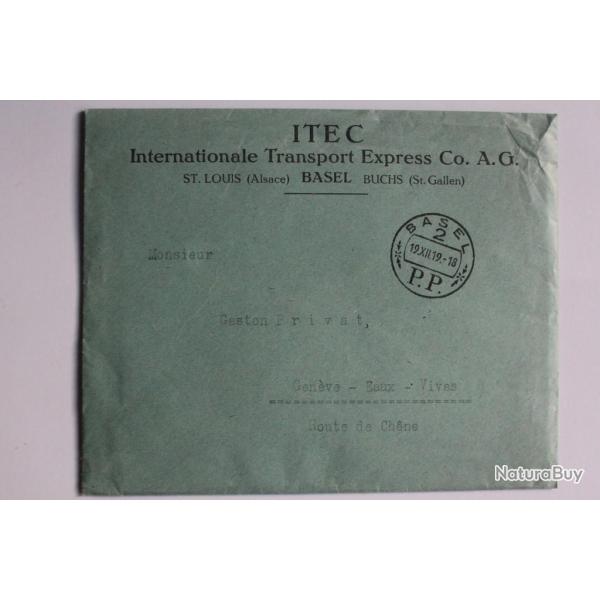 ITEC
Internationale Transport Express Co. A.G.
ST. LOUIS (Alsace) BASEL BUCHS (St. Gallen)
BASEL
2
19.XII.19.-18
P.P.
Monsieur
Gaston Privat,
Genève - Eaux - Vives
Route de Chêne
NaturaBuy